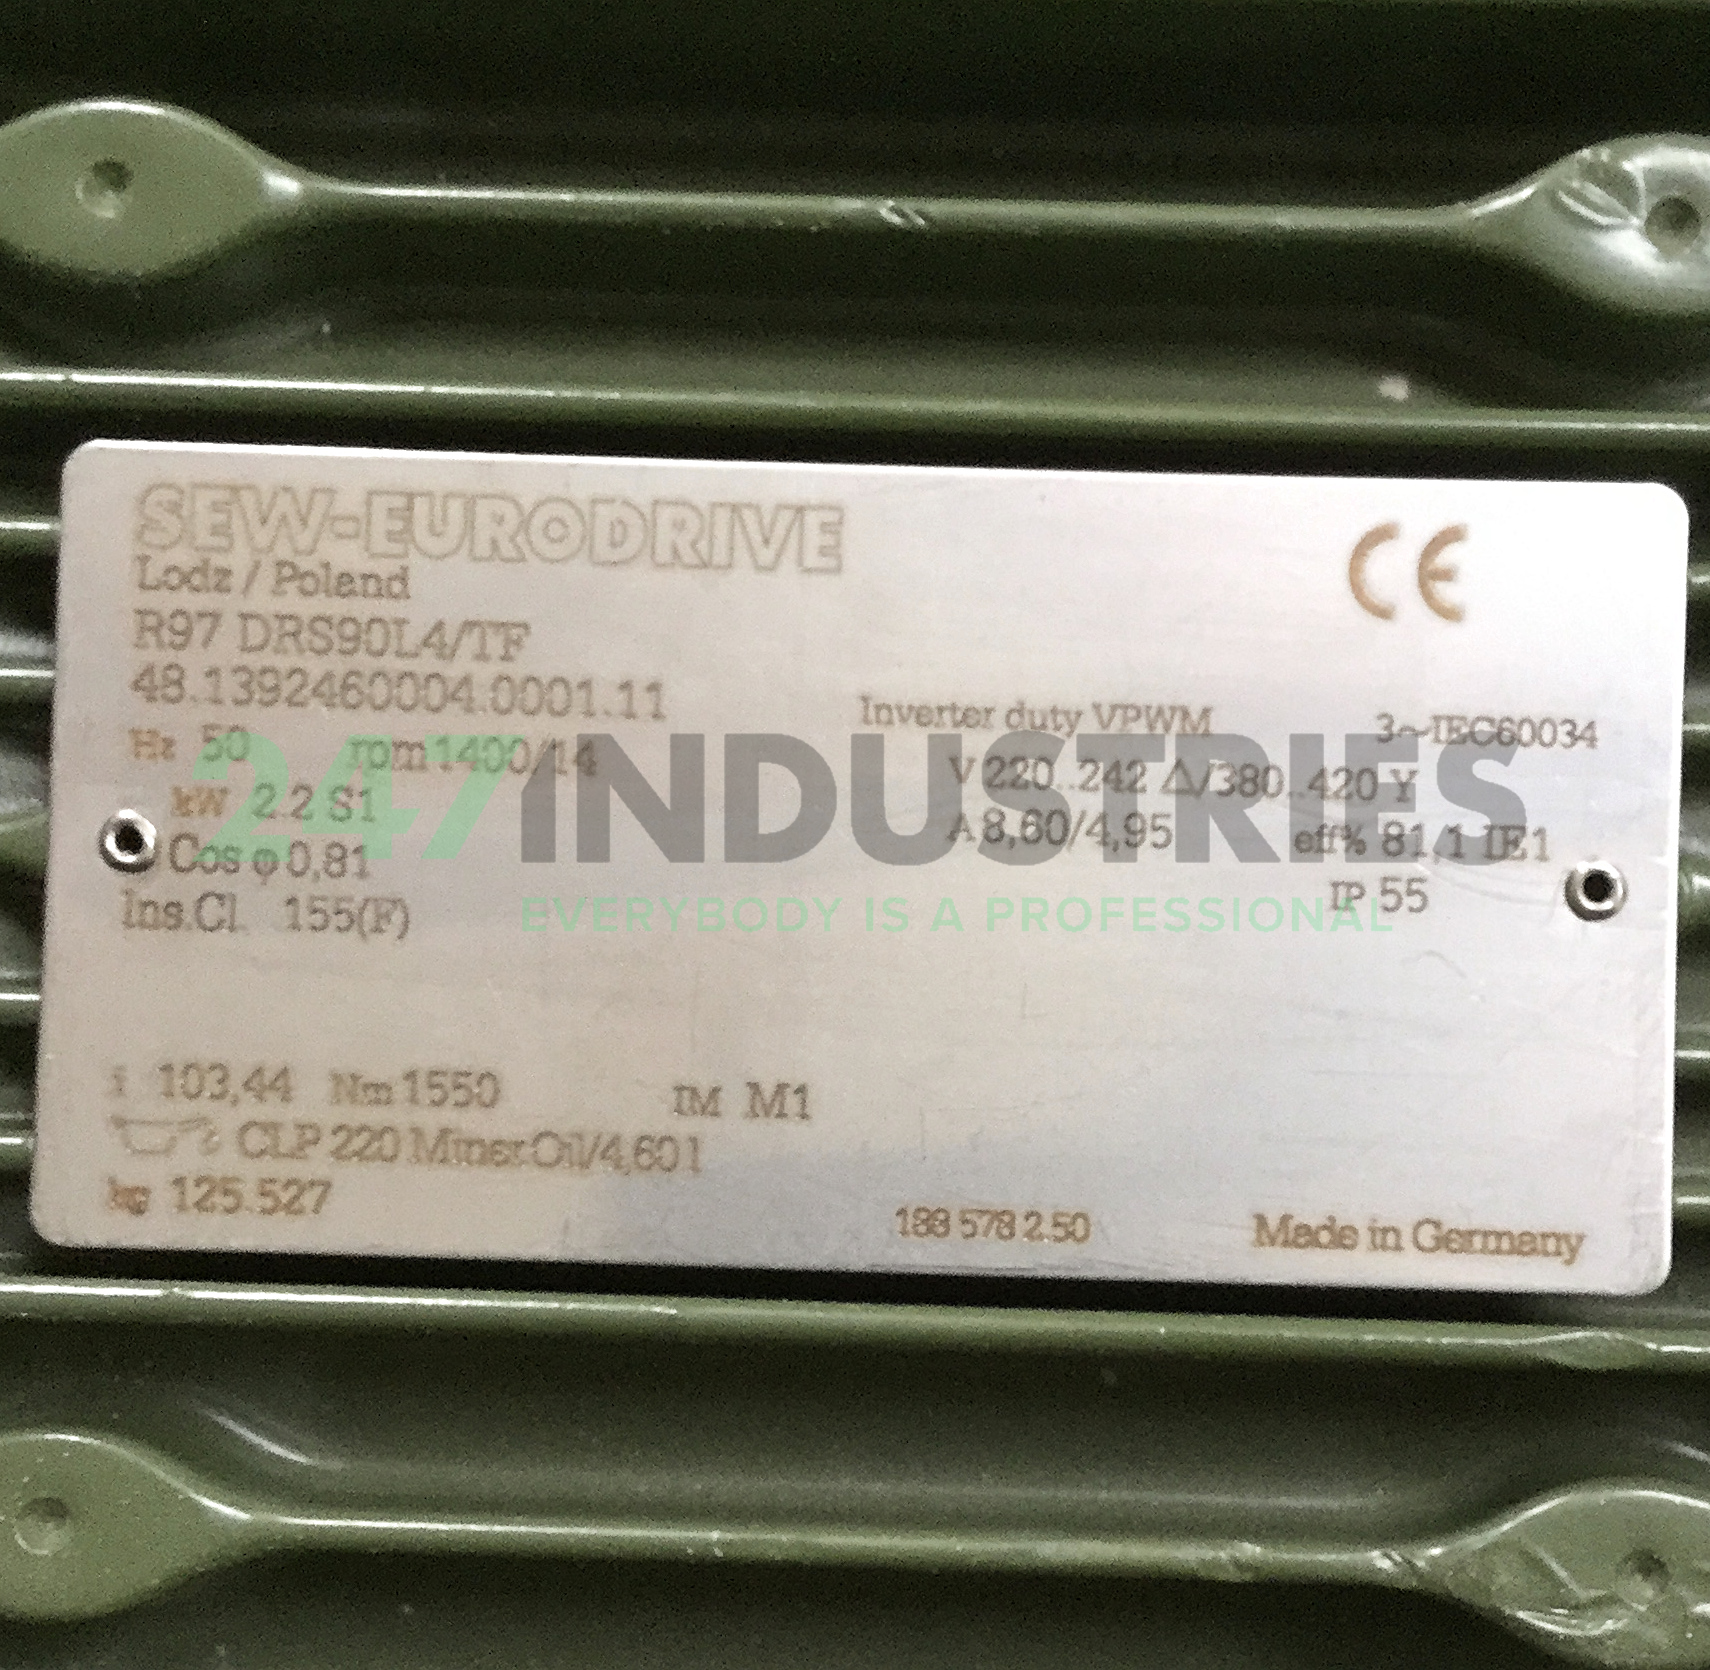 SEW-EURODRIVE
CE
Lodz / Poland
R97 DRS90L4/TF
48.1392460004.0001.11
Inverter duty VPWM 3~IEC60034
Hz 50 rpm 1400/14 V 220..242 Δ/380..420 Y
kW 2.2 S1 A 8,60/4,95 eff% 81,1 IE1
Cos φ 0,81 IP 55
Ins.Cl. 155(F)
247INDUSTRIES
EVERYBODY IS A PROFESSIONAL
i 103,44 Nm 1550 IM M1
CLP 220 Miner.Oil/4,60 l
kg 125.527 188 578 2.50 Made in Germany